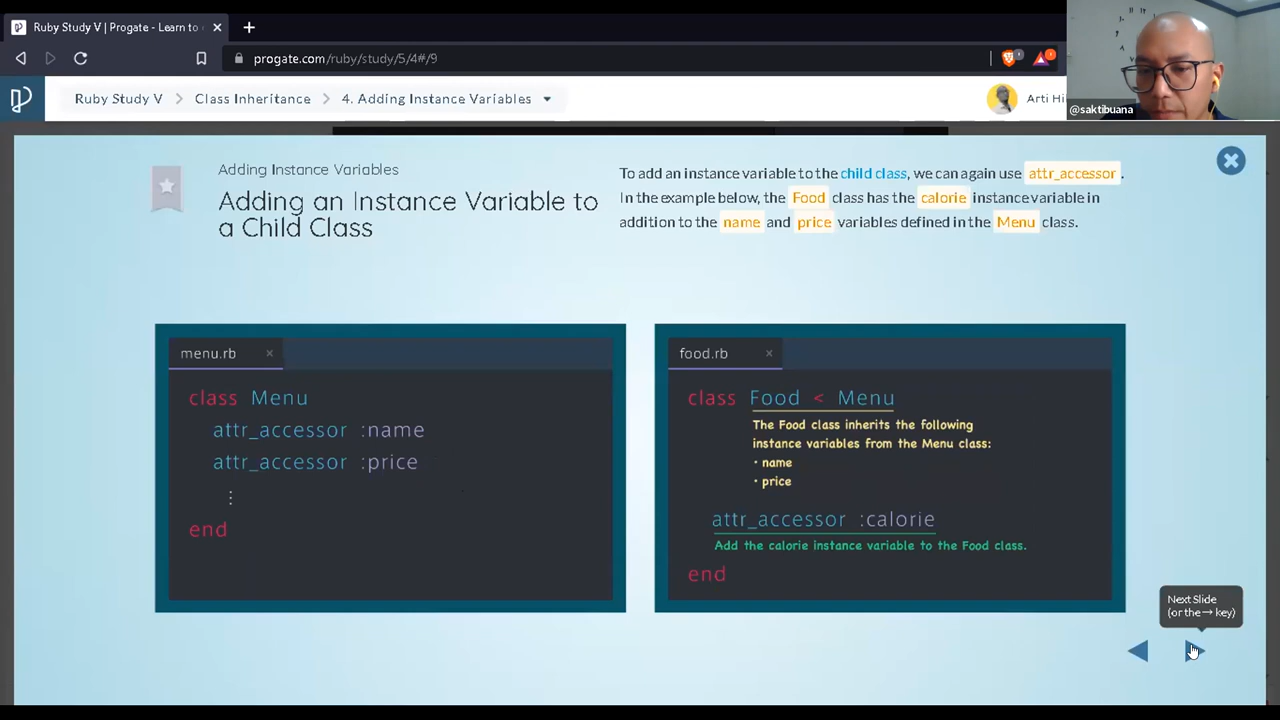 Ruby Study V | Progate - Learn to
progate.com/ruby/study/5/4#/9
Ruby Study V
Class Inheritance
4. Adding Instance Variables
Arti
@saktibuana
Adding Instance Variables
Adding an Instance Variable to
a Child Class
To add an instance variable to the child class, we can again use attr_accessor.
In the example below, the Food class has the calorie instance variable in
addition to the name and price variables defined in the Menu class.
menu.rb
class Menu
attr_accessor :name
attr_accessor :price
⋮
end
food.rb
class Food < Menu
The Food class inherits the following
instance variables from the Menu class:
• name
• price
attr_accessor :calorie
Add the calorie instance variable to the Food class.
end
Next Slide
(or the → key)